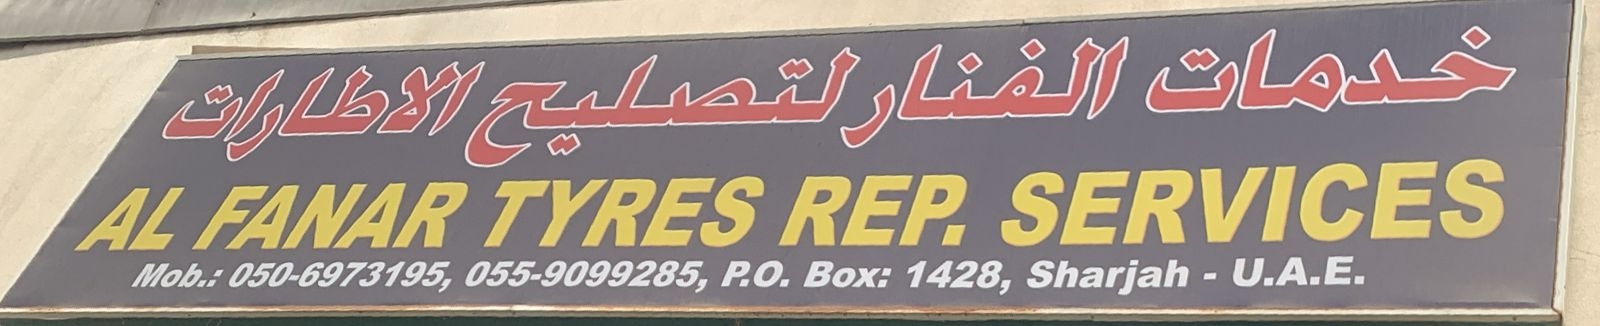 خدمات الفنار لتصليح الاطارات
AL FANAR TYRES REP. SERVICES
Mob.: 050-6973195, 055-9099285, P.O. Box: 1428, Sharjah - U.A.E.